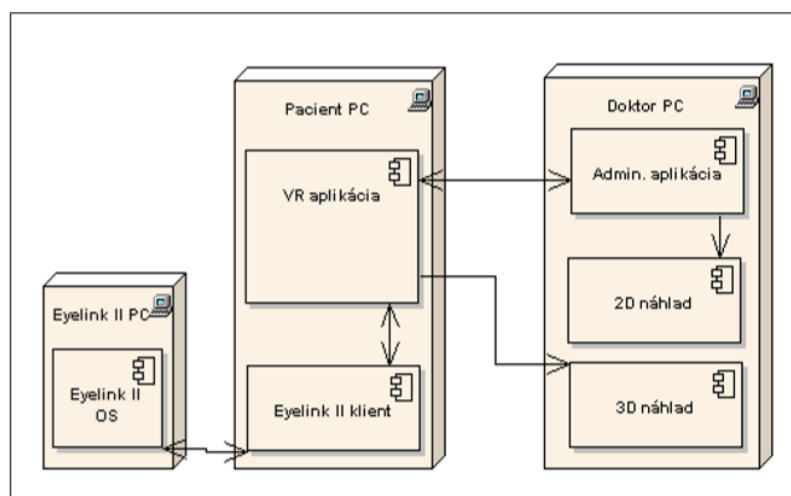 Pacient PC
Doktor PC
VR aplikácia
Admin. aplikácia
2D náhlad
Eyelink II PC
Eyelink II
OS
Eyelink II klient
3D náhlad